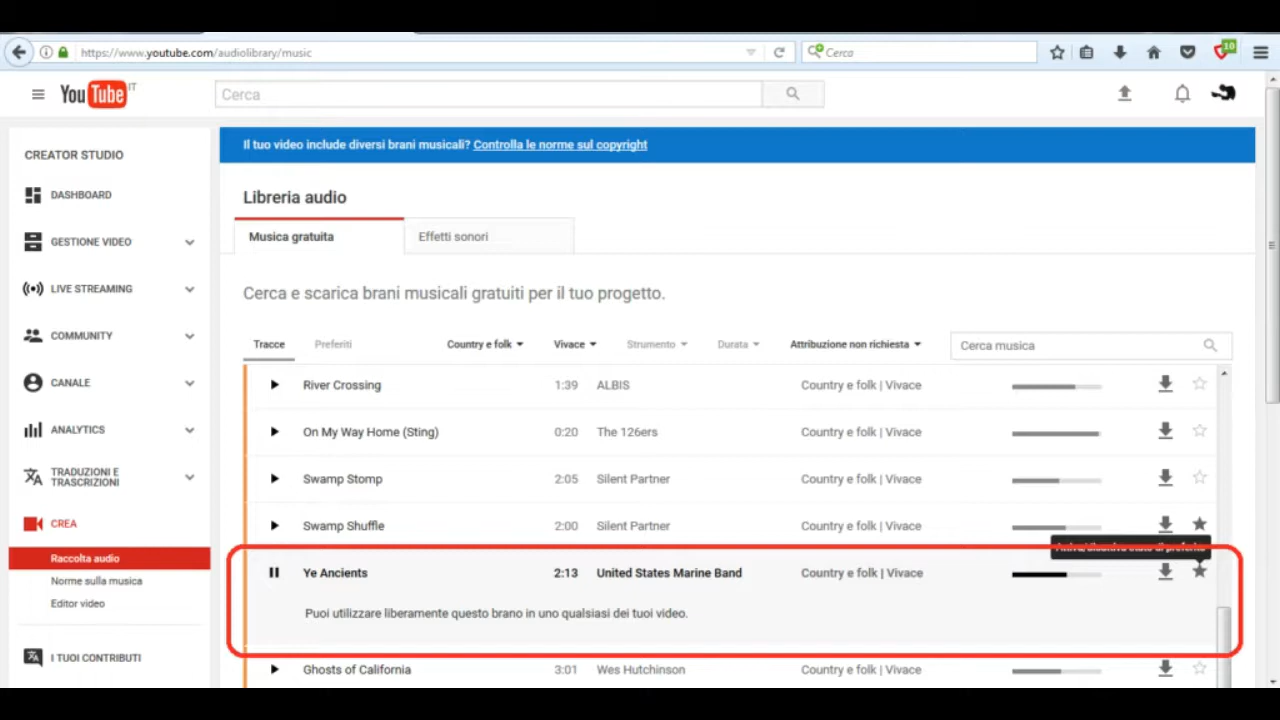 https://www.youtube.com/audiolibrary/music
Cerca
10
YouTube IT
Cerca
CREATOR STUDIO
DASHBOARD
GESTIONE VIDEO
LIVE STREAMING
COMMUNITY
CANALE
ANALYTICS
TRADUZIONI E
TRASCRIZIONI
CREA
Raccolta audio
Norme sulla musica
Editor video
I TUOI CONTRIBUTI
Il tuo video include diversi brani musicali? Controlla le norme sul copyright
Libreria audio
Musica gratuita Effetti sonori
Cerca e scarica brani musicali gratuiti per il tuo progetto.
Tracce Preferiti Country e folk Vivace Strumento Durata Attribuzione non richiesta Cerca musica
River Crossing 1:39 ALBIS Country e folk | Vivace
On My Way Home (Sting) 0:20 The 126ers Country e folk | Vivace
Swamp Stomp 2:05 Silent Partner Country e folk | Vivace
Swamp Shuffle 2:00 Silent Partner Country e folk | Vivace
Ye Ancients 2:13 United States Marine Band Country e folk | Vivace
Puoi utilizzare liberamente questo brano in uno qualsiasi dei tuoi video.
Ghosts of California 3:01 Wes Hutchinson Country e folk | Vivace